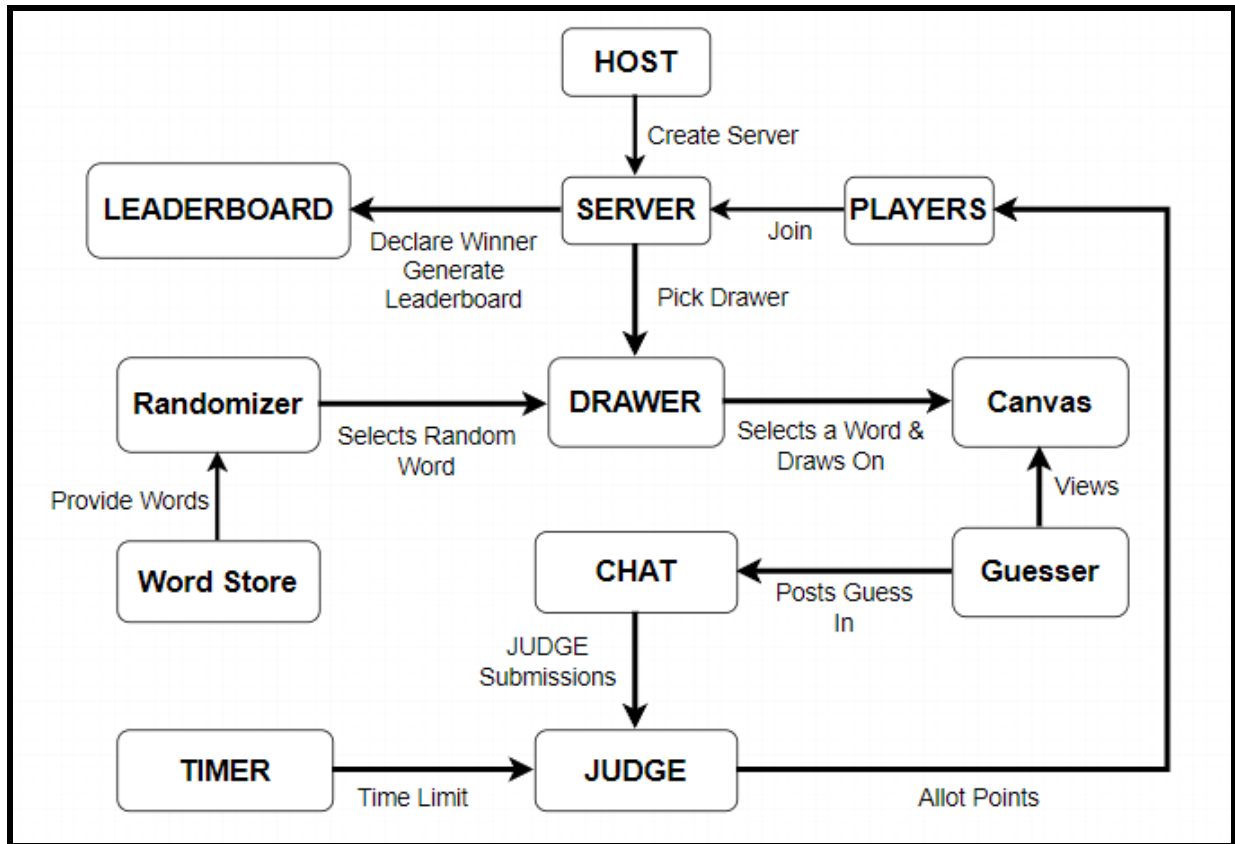 HOST
Create Server
LEADERBOARD
SERVER
PLAYERS
Join
Declare Winner
Generate
Leaderboard
Pick Drawer
Randomizer
DRAWER
Canvas
Selects Random
Word
Selects a Word &
Draws On
Provide Words
Views
Word Store
CHAT
Guesser
Posts Guess
In
JUDGE
Submissions
TIMER
JUDGE
Time Limit
Allot Points